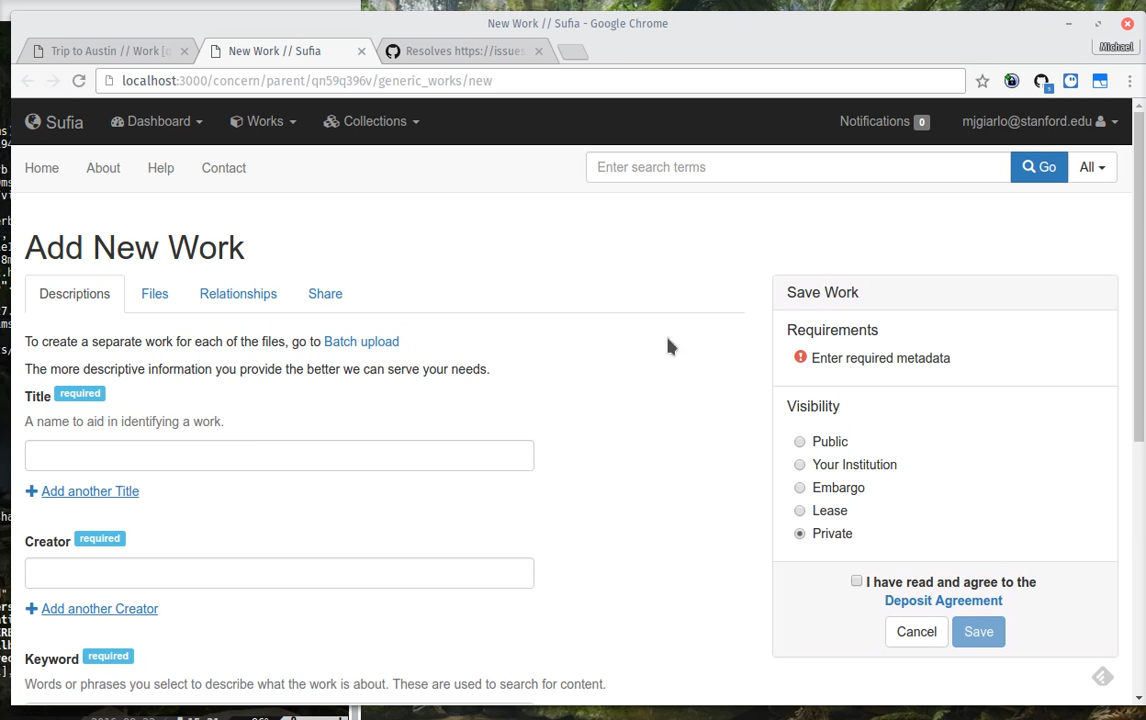 New Work // Sufia - Google Chrome
Trip to Austin // Work [
New Work // Sufia
Resolves https://issues
Michael
localhost:3000/concern/parent/qn59q396v/generic_works/new
Sufia
Dashboard
Works
Collections
Notifications 0
mjgiarlo@stanford.edu
Home
About
Help
Contact
Enter search terms
Go
All
Add New Work
Descriptions
Files
Relationships
Share
To create a separate work for each of the files, go to Batch upload
The more descriptive information you provide the better we can serve your needs.
Title required
A name to aid in identifying a work.
Add another Title
Creator required
Add another Creator
Keyword required
Words or phrases you select to describe what the work is about. These are used to search for content.
Save Work
Requirements
Enter required metadata
Visibility
Public
Your Institution
Embargo
Lease
Private
I have read and agree to the
Deposit Agreement
Cancel
Save